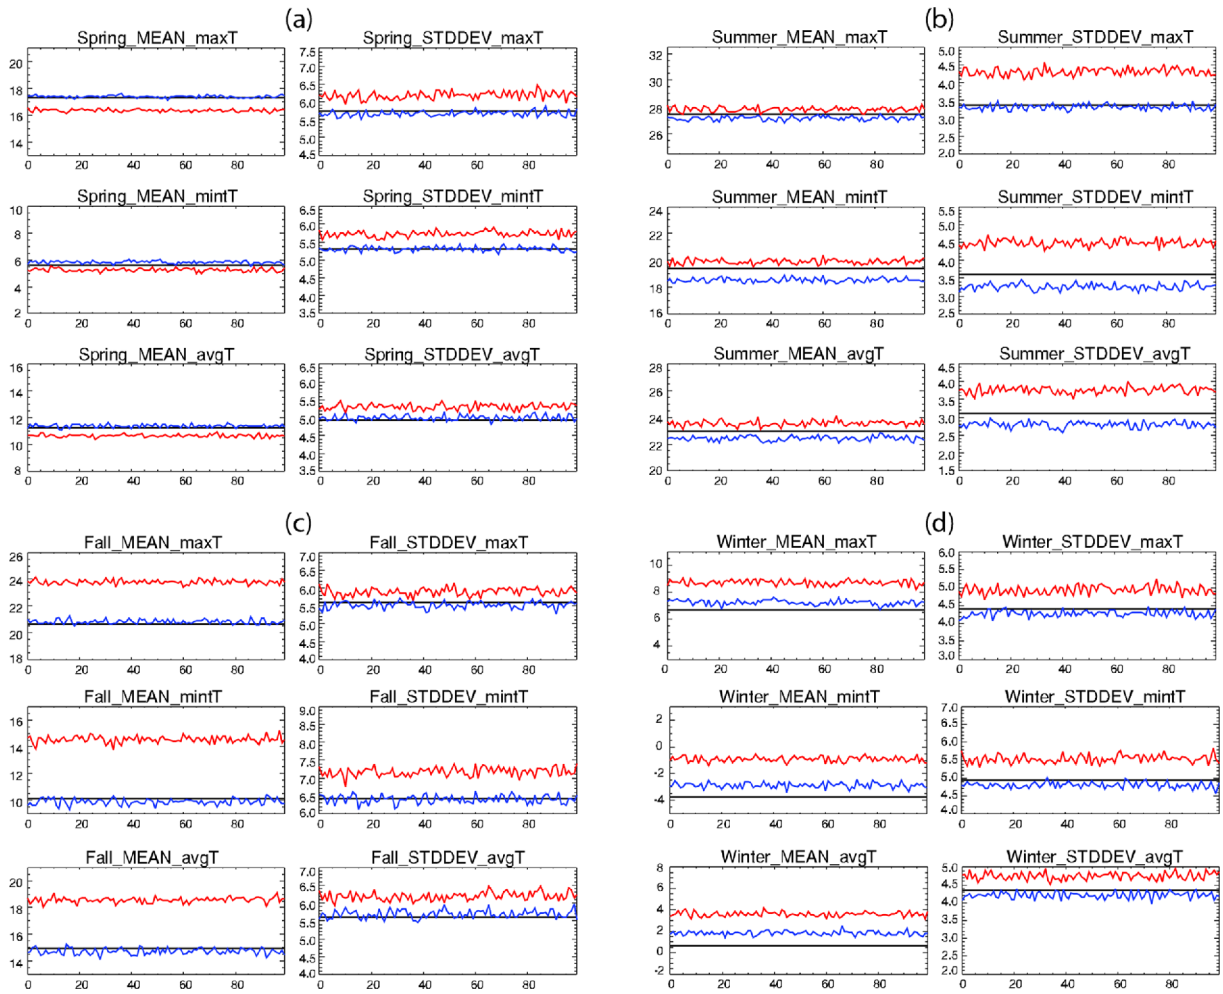 (a)
Spring_MEAN_maxT
20
18
16
14
0 20 40 60 80
Spring_STDDEV_maxT
7.5
7.0
6.5
6.0
5.5
5.0
4.5
0 20 40 60 80
Spring_MEAN_mintT
10
8
6
4
2
0 20 40 60 80
Spring_STDDEV_mintT
6.5
6.0
5.5
5.0
4.5
4.0
3.5
0 20 40 60 80
Spring_MEAN_avgT
16
14
12
10
8
0 20 40 60 80
Spring_STDDEV_avgT
6.5
6.0
5.5
5.0
4.5
4.0
3.5
0 20 40 60 80
(b)
Summer_MEAN_maxT
32
30
28
26
0 20 40 60 80
Summer_STDDEV_maxT
5.0
4.5
4.0
3.5
3.0
2.5
2.0
0 20 40 60 80
Summer_MEAN_mintT
24
22
20
18
16
0 20 40 60 80
Summer_STDDEV_mintT
5.5
5.0
4.5
4.0
3.5
3.0
2.5
0 20 40 60 80
Summer_MEAN_avgT
28
26
24
22
20
0 20 40 60 80
Summer_STDDEV_avgT
4.5
4.0
3.5
3.0
2.5
2.0
1.5
0 20 40 60 80
(c)
Fall_MEAN_maxT
26
24
22
20
18
0 20 40 60 80
Fall_STDDEV_maxT
7.0
6.5
6.0
5.5
5.0
4.5
4.0
0 20 40 60 80
Fall_MEAN_mintT
16
14
12
10
0 20 40 60 80
Fall_STDDEV_mintT
9.0
8.5
8.0
7.5
7.0
6.5
6.0
0 20 40 60 80
Fall_MEAN_avgT
20
18
16
14
0 20 40 60 80
Fall_STDDEV_avgT
7.0
6.5
6.0
5.5
5.0
4.5
4.0
0 20 40 60 80
(d)
Winter_MEAN_maxT
10
8
6
4
0 20 40 60 80
Winter_STDDEV_maxT
6.0
5.5
5.0
4.5
4.0
3.5
3.0
0 20 40 60 80
Winter_MEAN_mintT
2
0
-2
-4
0 20 40 60 80
Winter_STDDEV_mintT
7.0
6.5
6.0
5.5
5.0
4.5
4.0
0 20 40 60 80
Winter_MEAN_avgT
8
6
4
2
0
-2
0 20 40 60 80
Winter_STDDEV_avgT
5.0
4.5
4.0
3.5
3.0
2.5
2.0
0 20 40 60 80